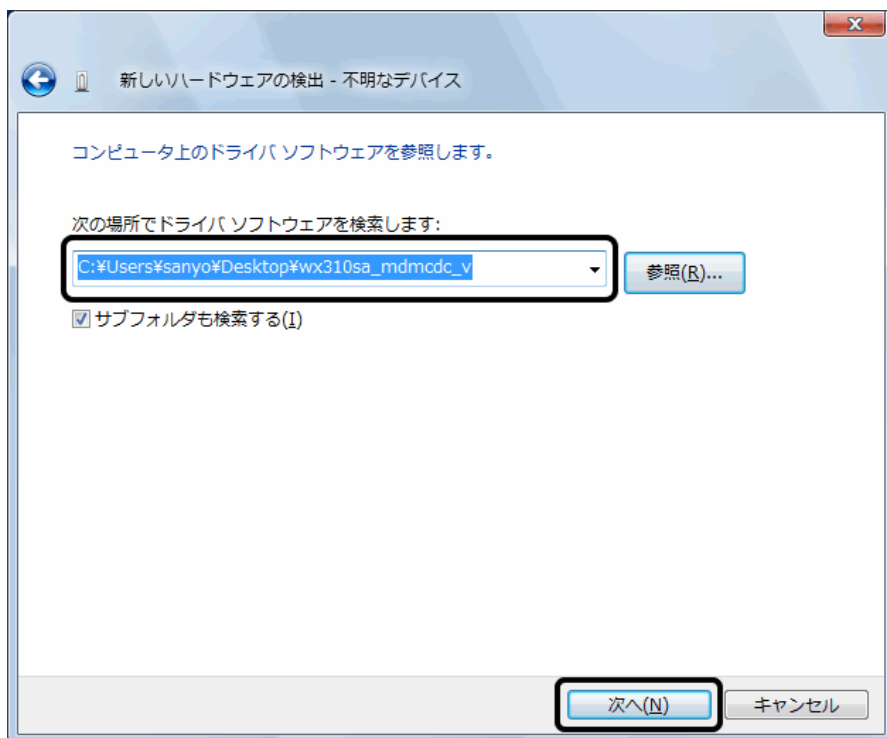 新しいハードウェアの検出 - 不明なデバイス
コンピュータ上のドライバ ソフトウェアを参照します。
次の場所でドライバ ソフトウェアを検索します:
C:¥Users¥sanyo¥Desktop¥wx310sa_mdmcdc_v
参照(R)...
サブフォルダも検索する(I)
次へ(N)
キャンセル